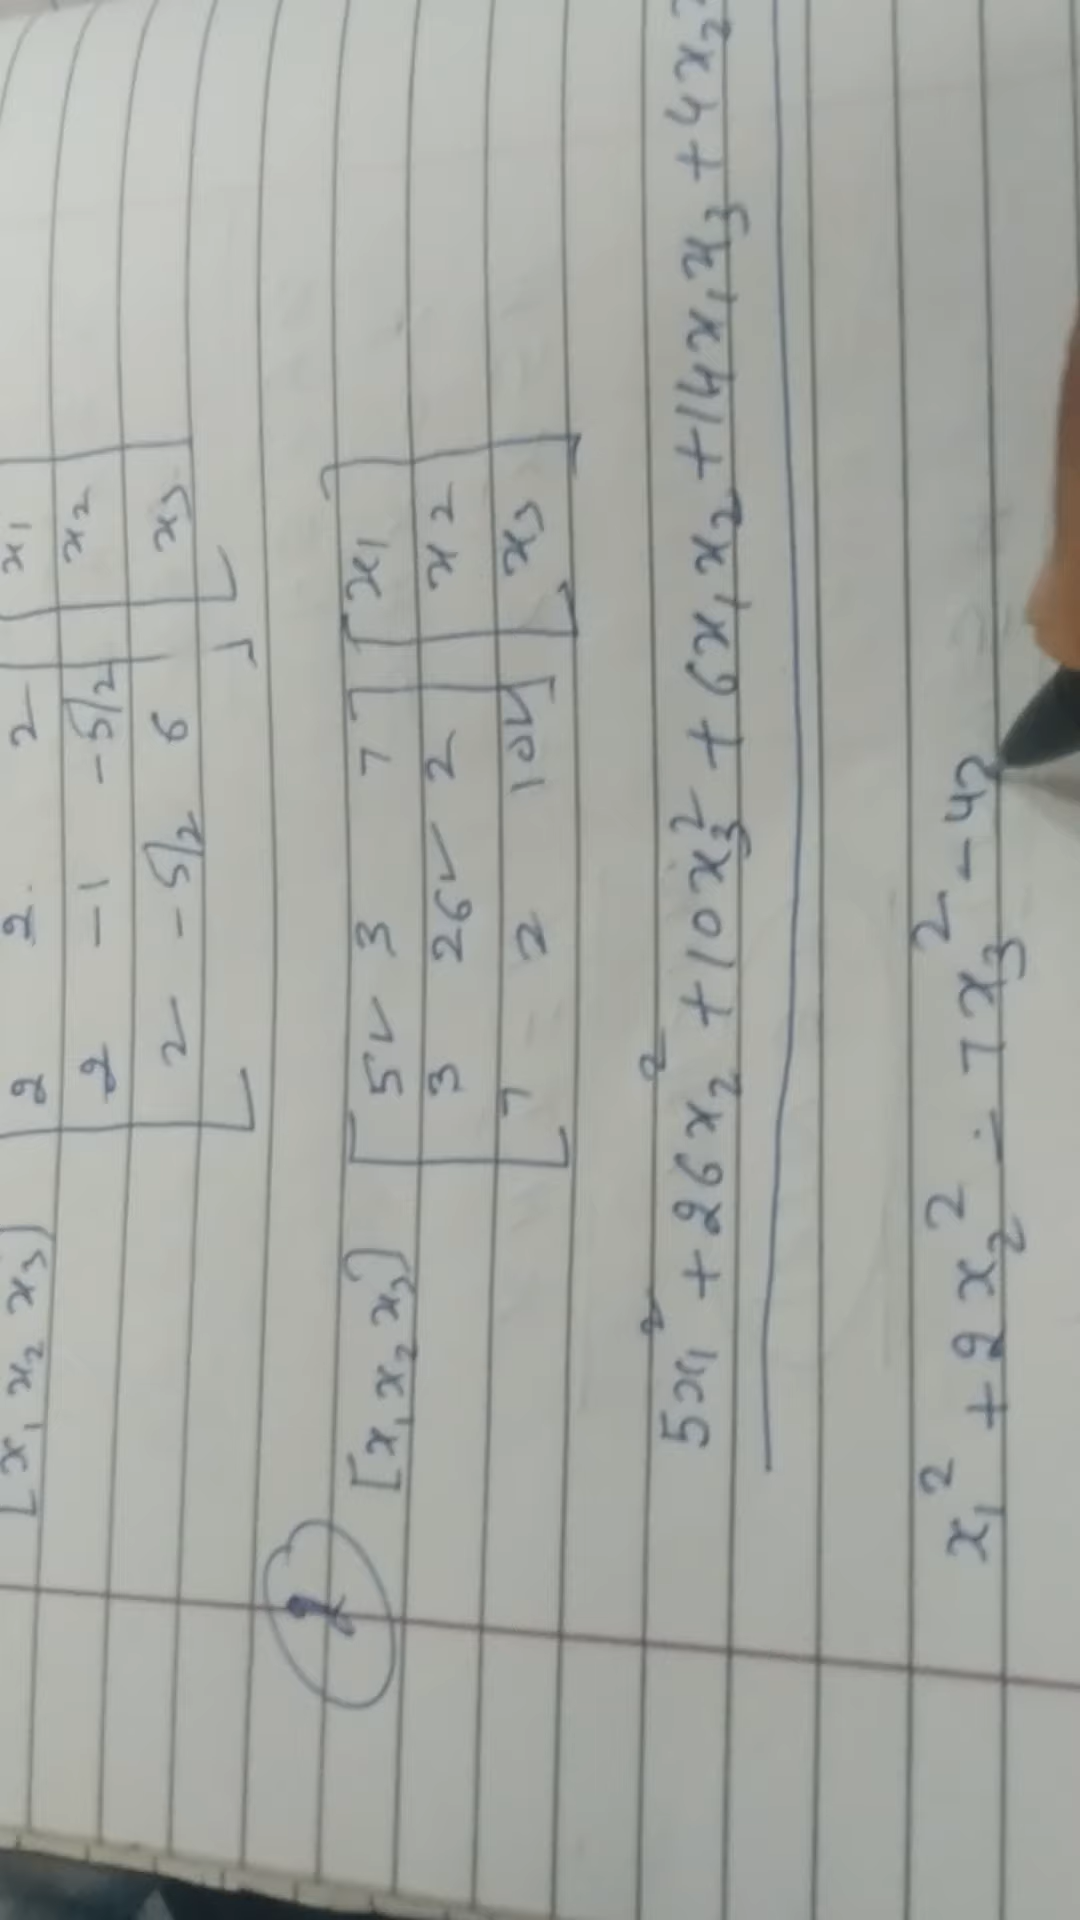 2 2 2 x₁
[x₁ x₂ x₃] 2 -1 -5/2 x₂
2 -5/2 6 x₃
2 [x₁ x₂ x₃] 5✓ 3 7 x₁
3 26✓ 2 x₂
7 2 10✓ x₃
5x₁² + 26x₂² + 10x₃² + 6x₁x₂ + 14x₁x₃ + 4x₂
x₁² + 2x₂² - 7x₃² - 4